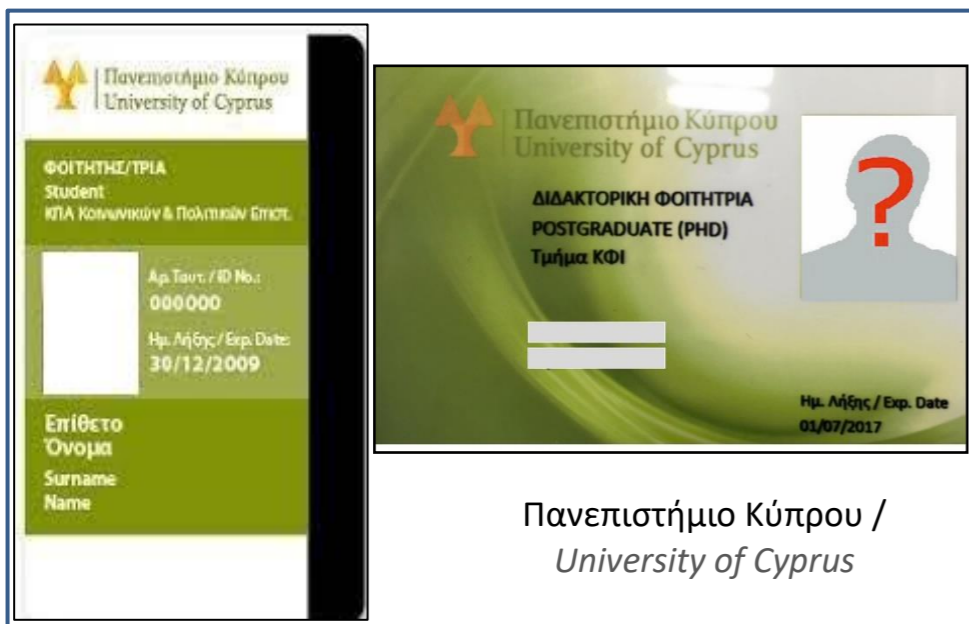 Πανεπιστήμιο Κύπρου
University of Cyprus
ΦΟΙΤΗΤΗΣ/ΤΡΙΑ
Student
ΚΠΑ Κοινωνικών & Πολιτικών Επιστ.
Αρ. Ταυτ. / ID No.:
000000
Ημ. Λήξης / Exp. Date:
30/12/2009
Επίθετο
Όνομα
Surname
Name
Πανεπιστήμιο Κύπρου
University of Cyprus
ΔΙΔΑΚΤΟΡΙΚΗ ΦΟΙΤΗΤΡΙΑ
POSTGRADUATE (PHD)
Τμήμα ΚΦΙ
?
Ημ. Λήξης / Exp. Date
01/07/2017
Πανεπιστήμιο Κύπρου /
University of Cyprus